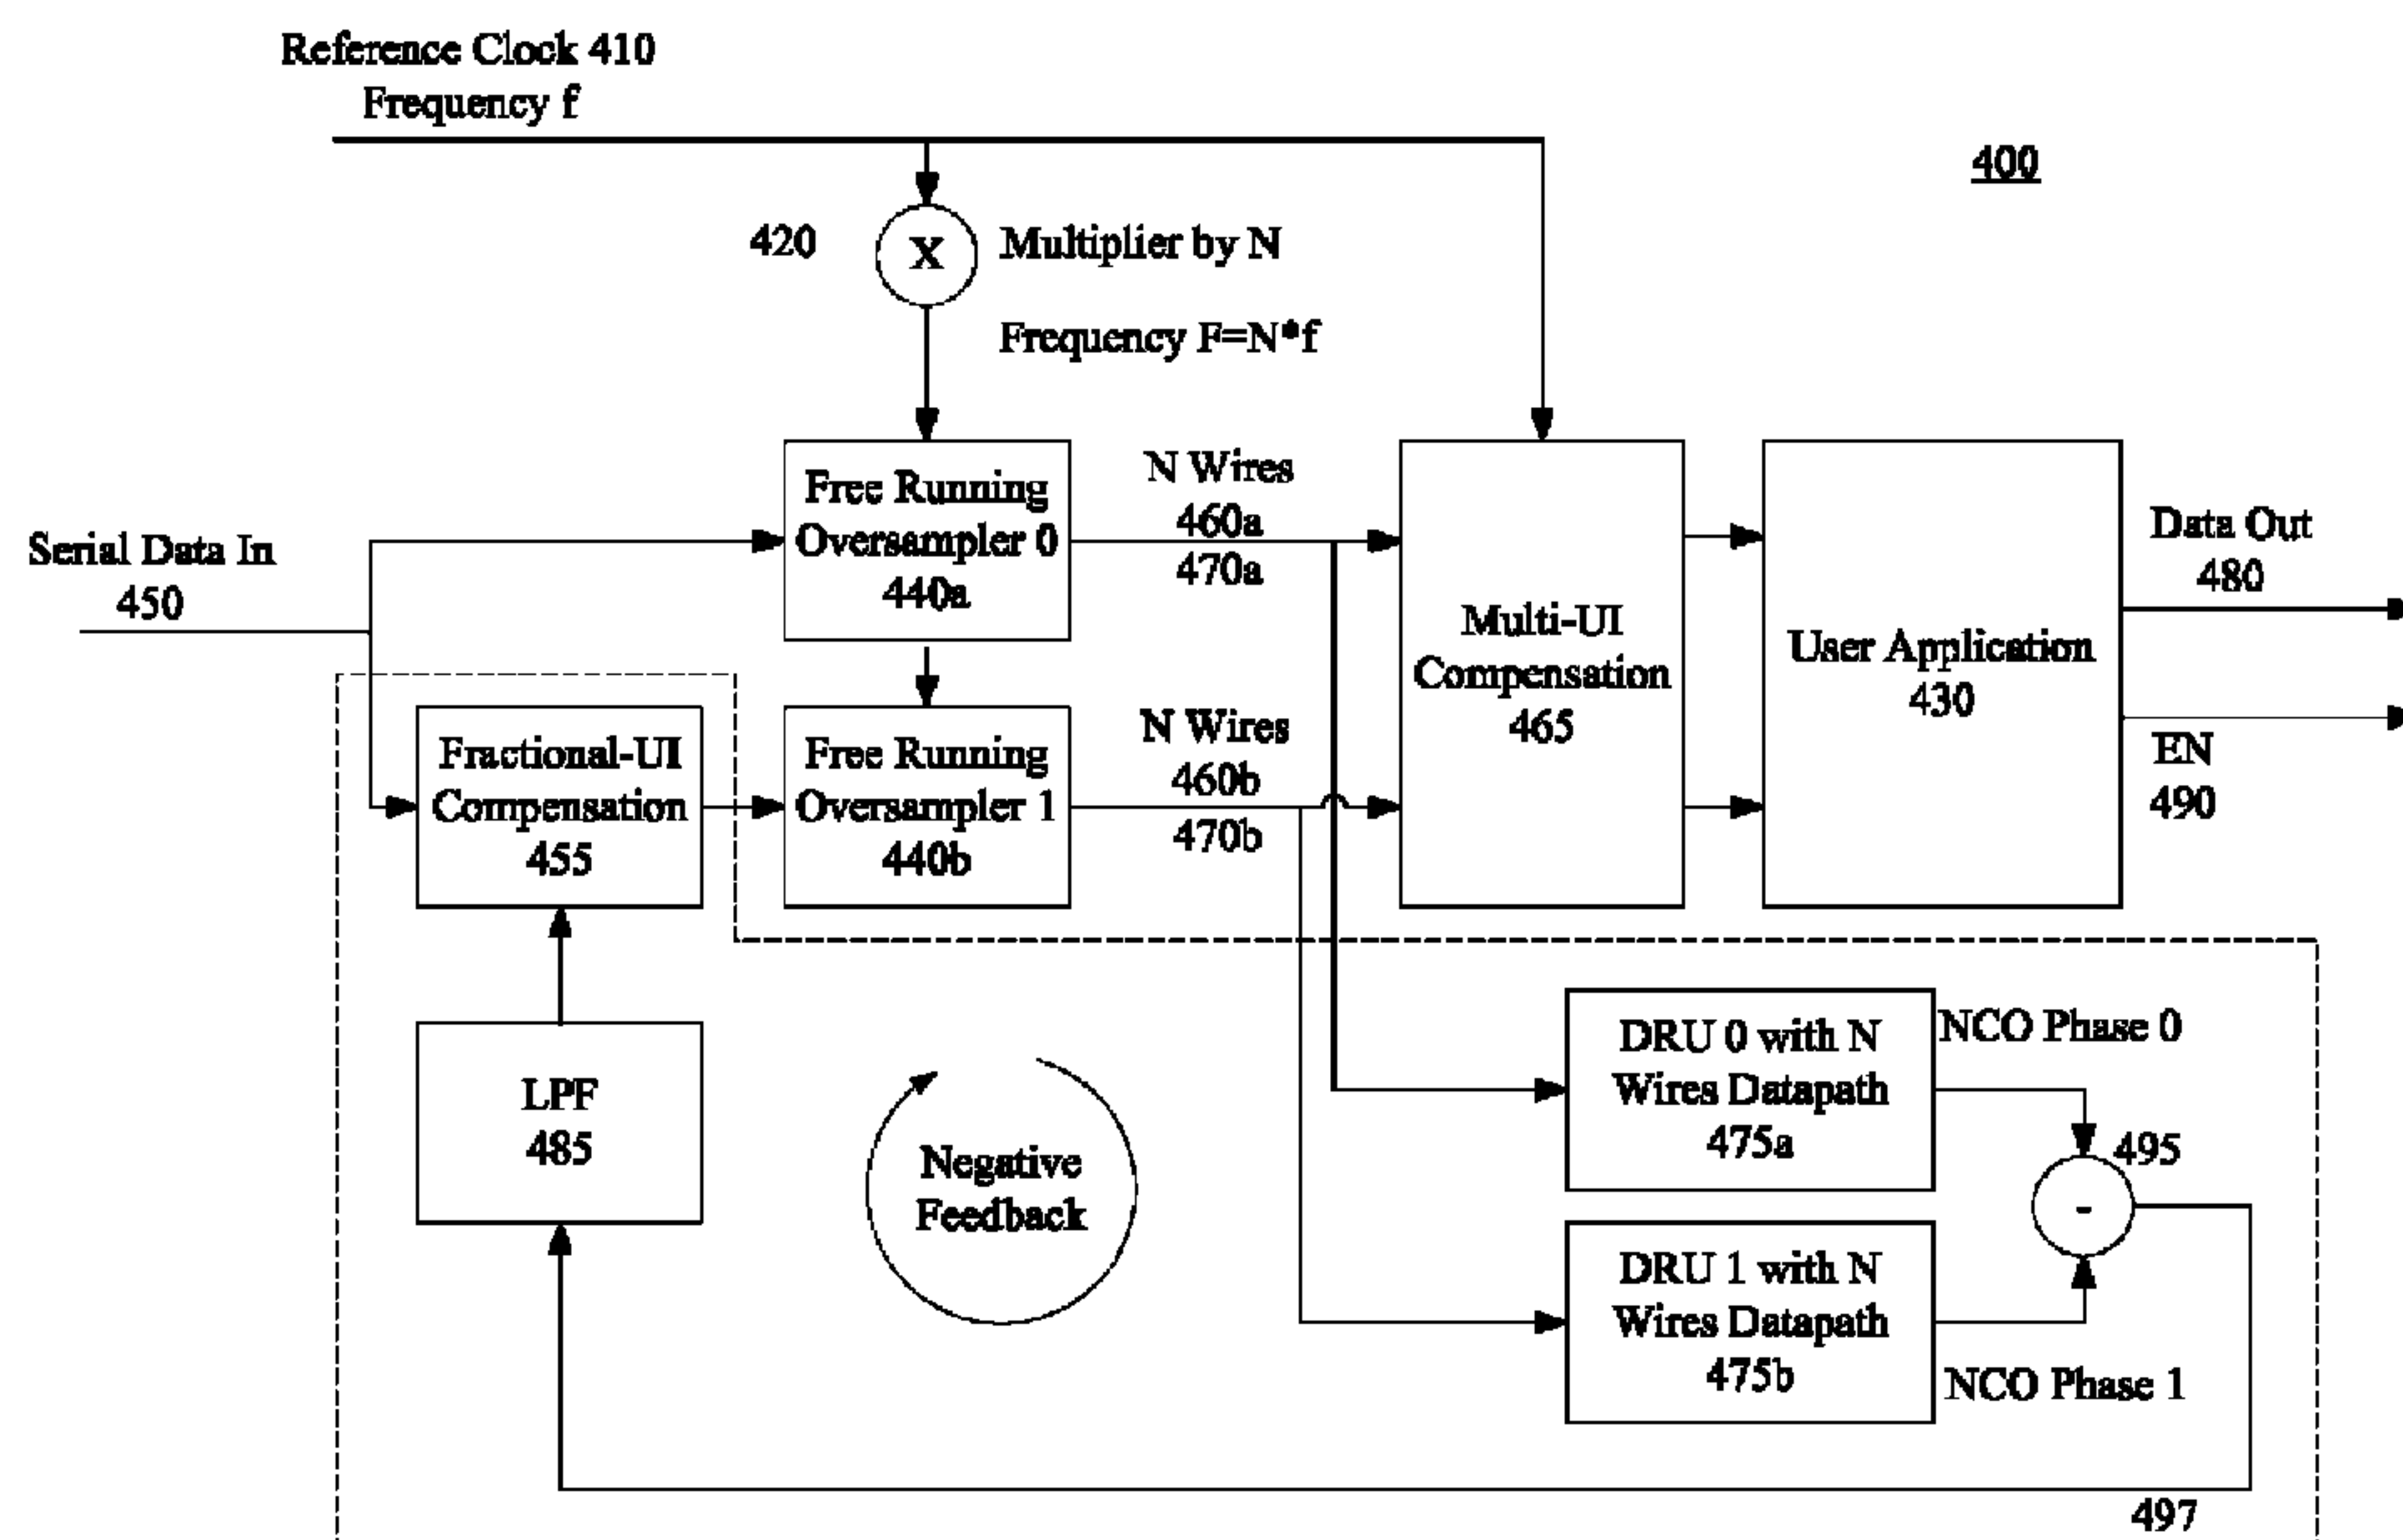 Reference Clock 410
Frequency f
400
420
X
Multiplier by N
Frequency F=N*f
Serial Data In
450
Free Running
Oversampler 0
440a
N Wires
460a
470a
Multi-UI
Compensation
465
User Application
430
Data Out
480
EN
490
Fractional-UI
Compensation
455
Free Running
Oversampler 1
440b
N Wires
460b
470b
LPF
485
Negative
Feedback
DRU 0 with N
Wires Datapath
475a
NCO Phase 0
495
-
DRU 1 with N
Wires Datapath
475b
NCO Phase 1
497